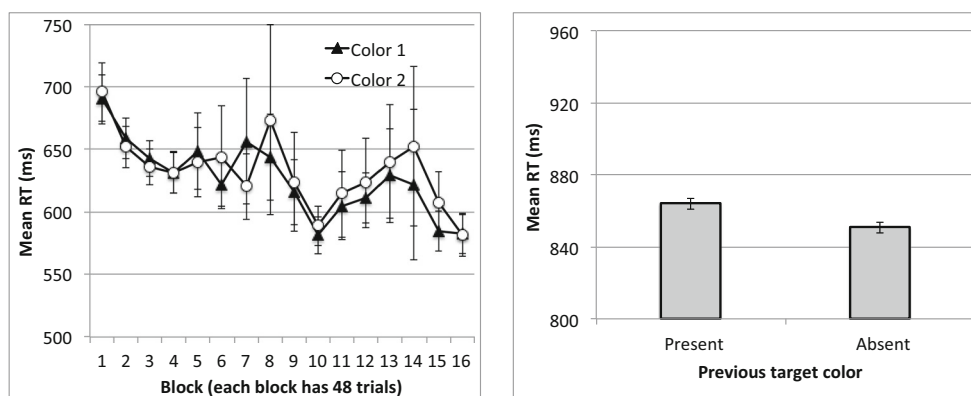 750
700
650
600
550
500
Mean RT (ms)
Color 1
Color 2
1 2 3 4 5 6 7 8 9 10 11 12 13 14 15 16
Block (each block has 48 trials)
960
920
880
840
800
Mean RT (ms)
Present Absent
Previous target color